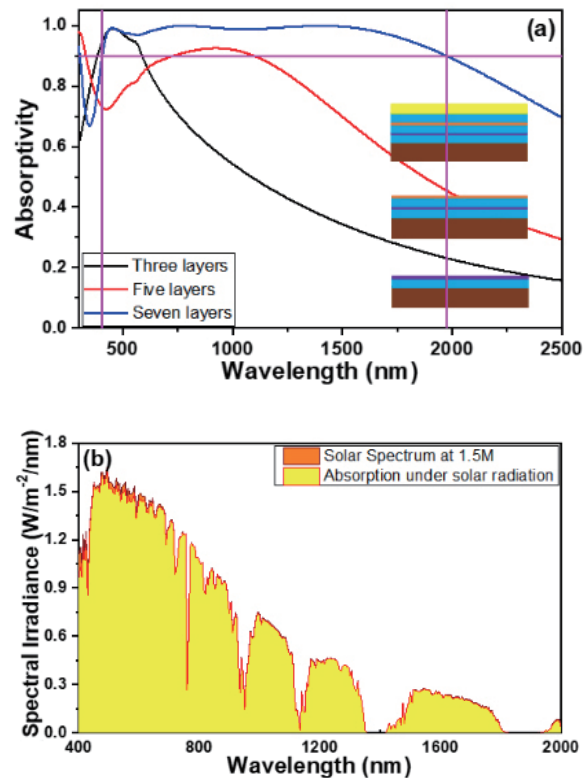 (a)
1.0
0.8
0.6
0.4
0.2
0.0
Absorptivity
Three layers
Five layers
Seven layers
500
1000
1500
2000
2500
Wavelength (nm)
(b)
Solar Spectrum at 1.5M
Absorption under solar radiation
1.8
1.5
1.2
0.9
0.6
0.3
0.0
Spectral Irradiance (W/m⁻²/nm)
400
800
1200
1600
2000
Wavelength (nm)